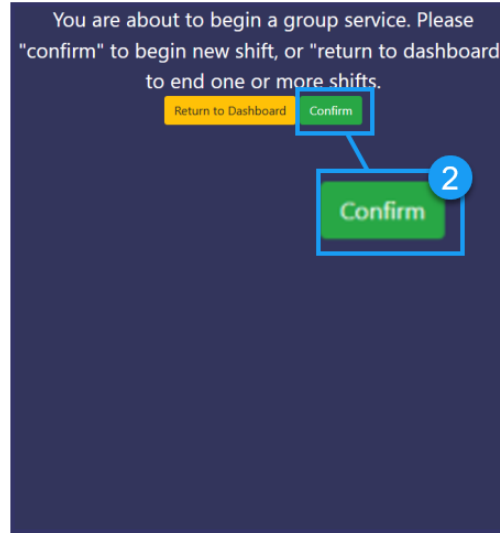 You are about to begin a group service. Please
"confirm" to begin new shift, or "return to dashboard
to end one or more shifts.
Return to Dashboard Confirm
2
Confirm